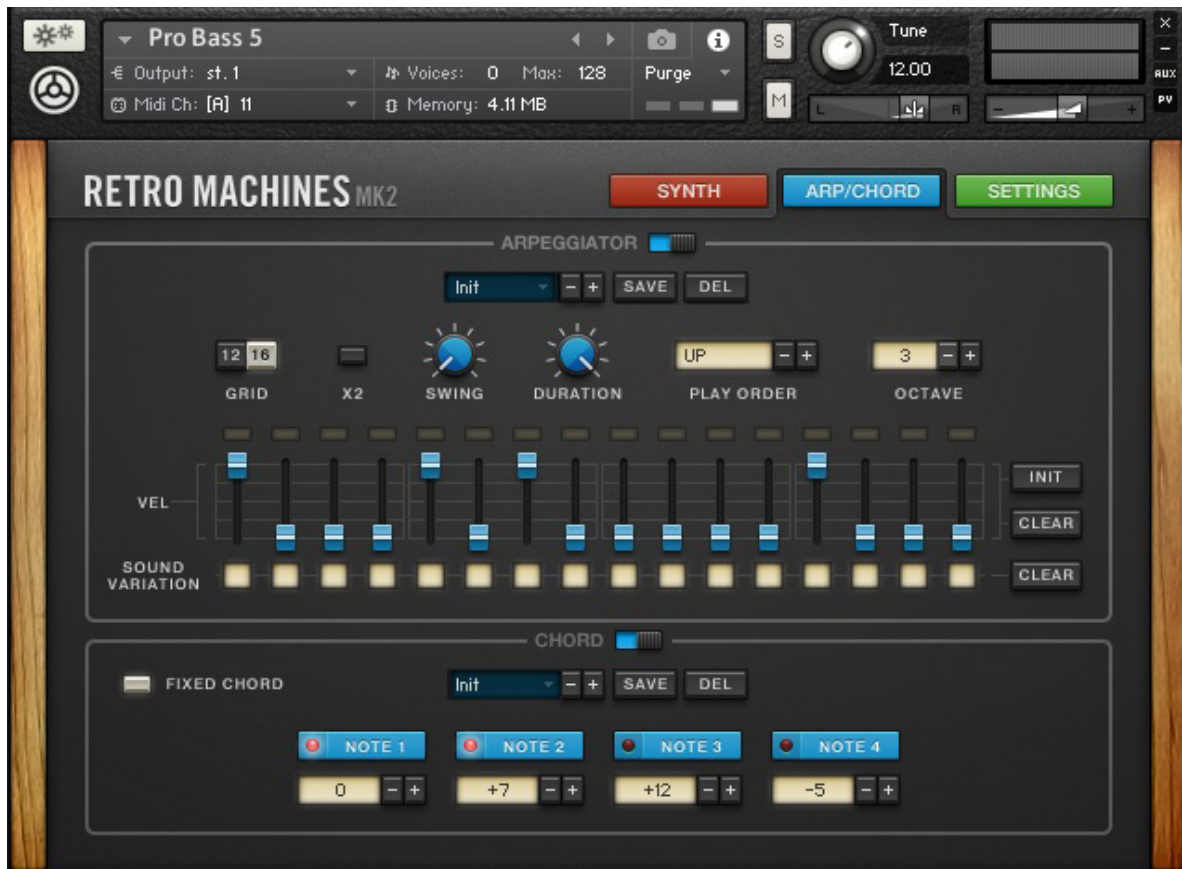 Pro Bass 5
Output: st. 1
Voices: 0 Max: 128
Purge
Midi Ch: [A] 11
Memory: 4.11 MB
S
M
Tune
12.00
L R
- +
×
-
AUX
PV
RETRO MACHINES MK2
SYNTH ARP/CHORD SETTINGS
ARPEGGIATOR
Init - + SAVE DEL
12 16 UP - + 3 - +
GRID X2 SWING DURATION PLAY ORDER OCTAVE
VEL
INIT
CLEAR
SOUND
VARIATION
CLEAR
CHORD
FIXED CHORD Init - + SAVE DEL
NOTE 1 NOTE 2 NOTE 3 NOTE 4
0 - + +7 - + +12 - + -5 - +